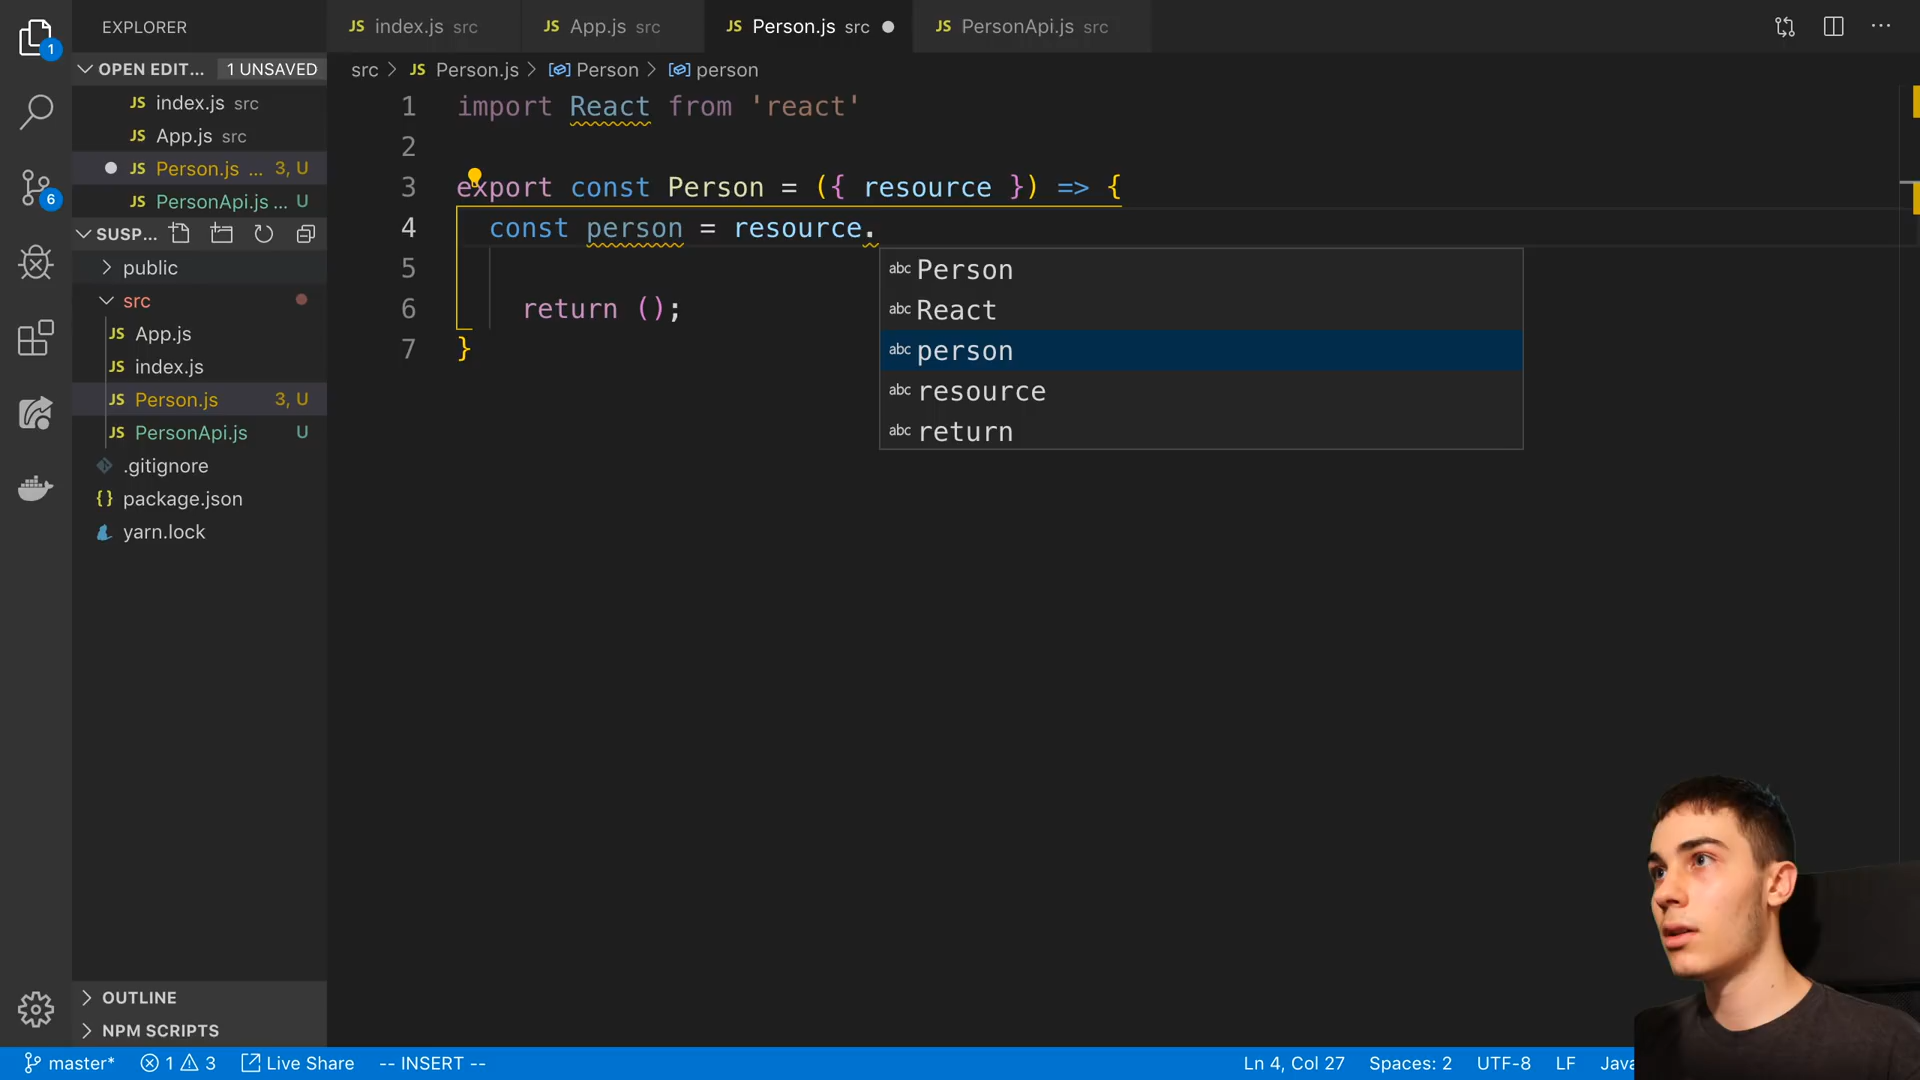 EXPLORER
1
OPEN EDIT... 1 UNSAVED
JS index.js src
JS App.js src
JS Person.js ... 3, U
JS PersonApi.js ... U
6
SUSP...
public
src
JS App.js
JS index.js
JS Person.js 3, U
JS PersonApi.js U
.gitignore
{} package.json
yarn.lock
OUTLINE
NPM SCRIPTS
JS index.js src JS App.js src JS Person.js src JS PersonApi.js src ...
src > JS Person.js > Person > person
1 import React from 'react'
2
3 export const Person = ({ resource }) => {
4 const person = resource.
5
6 return ();
7 }
abc Person
abc React
abc person
abc resource
abc return
master* 1 3 Live Share -- INSERT -- Ln 4, Col 27 Spaces: 2 UTF-8 LF Java